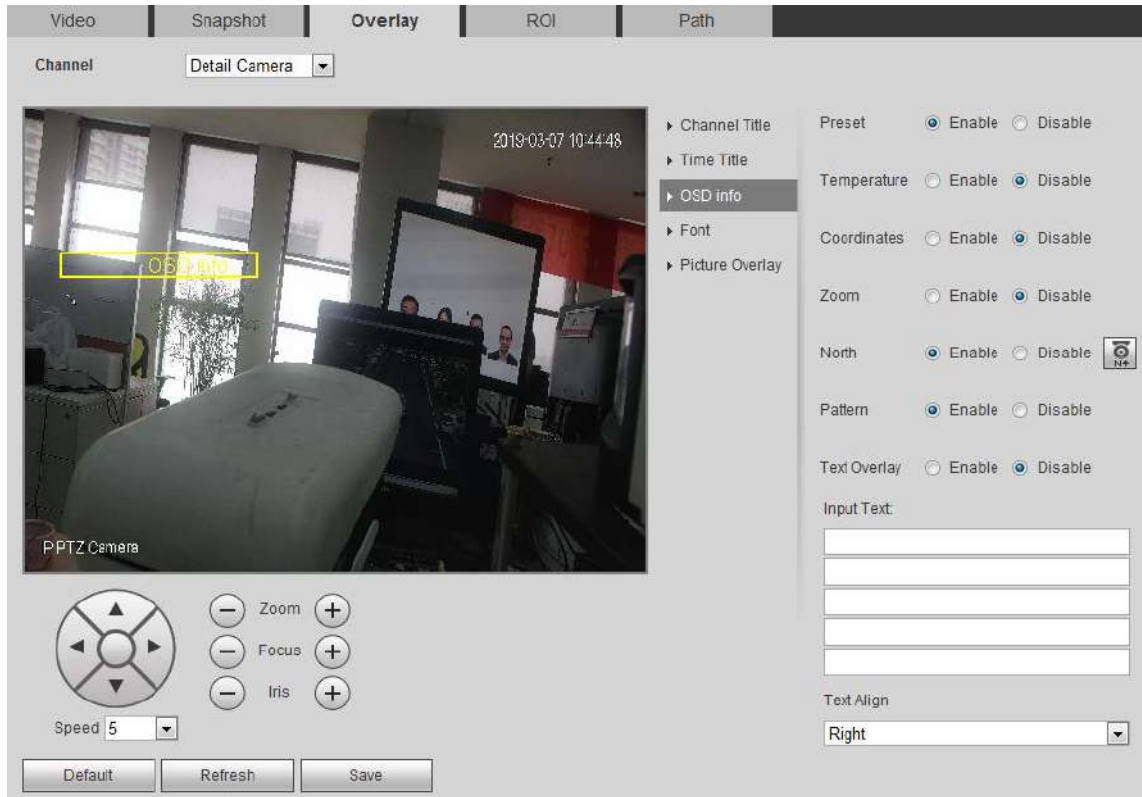 Video Snapshot Overlay ROI Path
Channel Detail Camera
2019-03-07 10:44:48
OSD info
PPTZ Camera
Channel Title
Time Title
OSD info
Font
Picture Overlay
Preset Enable Disable
Temperature Enable Disable
Coordinates Enable Disable
Zoom Enable Disable
North Enable Disable N+
Pattern Enable Disable
Text Overlay Enable Disable
Input Text:
Text Align
Right
Zoom
Focus
Iris
Speed 5
Default Refresh Save